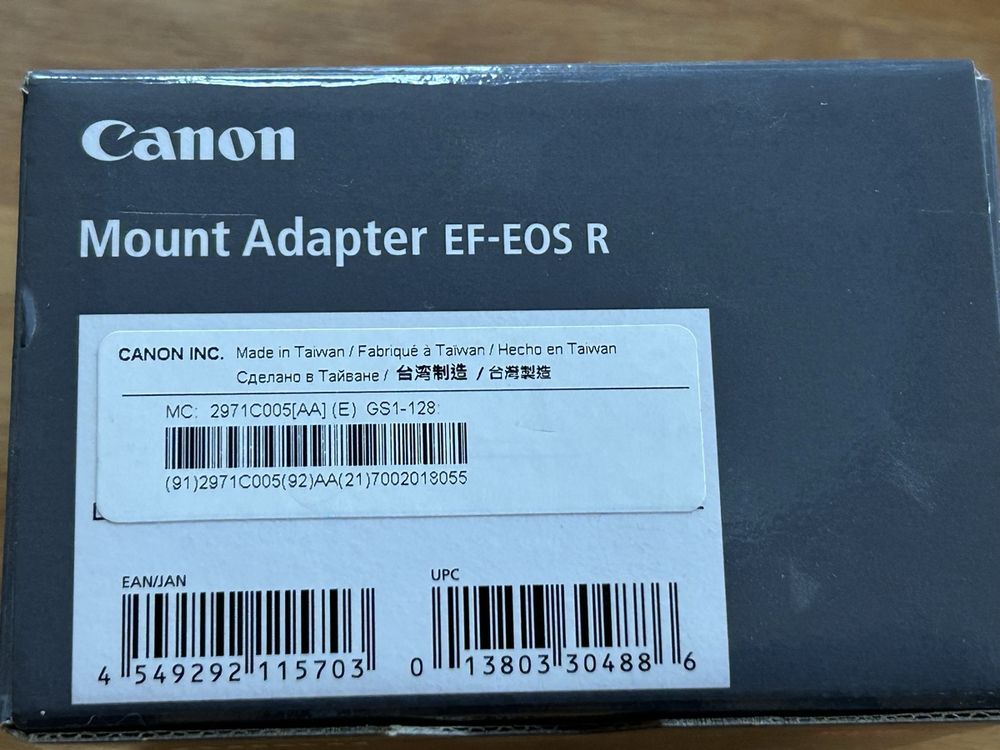 Canon
Mount Adapter EF-EOS R
CANON INC. Made in Taiwan / Fabriqué à Taïwan / Hecho en Taiwan
Сделано в Тайване / 台湾制造 / 台灣製造
MC: 2971C005[AA] (E) GS1-128:
(91)2971C005(92)AA(21)7002018055
EAN/JAN
4 549292 115703
UPC
0 13803 30488 6